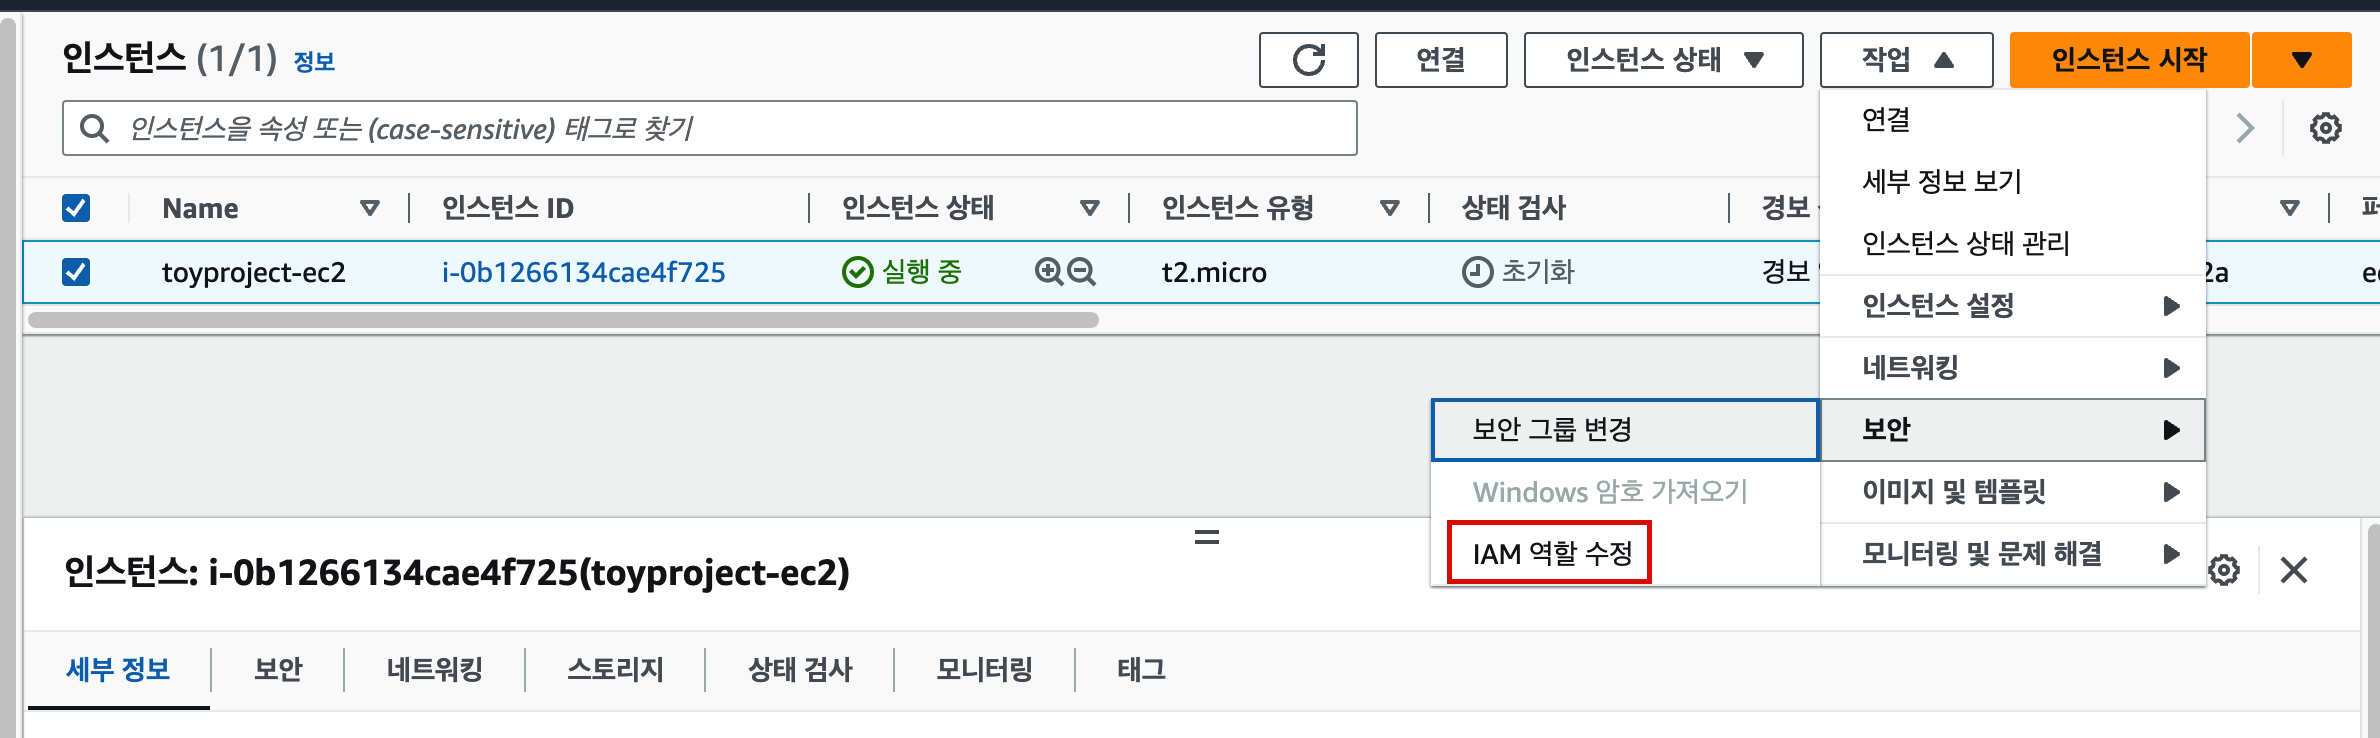 인스턴스 (1/1) 정보
연결
인스턴스 상태
작업
인스턴스 시작
인스턴스을 속성 또는 (case-sensitive) 태그로 찾기
Name
인스턴스 ID
인스턴스 상태
인스턴스 유형
상태 검사
경보
toyproject-ec2
i-0b1266134cae4f725
실행 중
t2.micro
초기화
경보
2a
연결
세부 정보 보기
인스턴스 상태 관리
인스턴스 설정
네트워킹
보안
이미지 및 템플릿
모니터링 및 문제 해결
보안 그룹 변경
Windows 암호 가져오기
IAM 역할 수정
인스턴스: i-0b1266134cae4f725(toyproject-ec2)
세부 정보
보안
네트워킹
스토리지
상태 검사
모니터링
태그